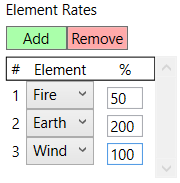 Element Rates
Add Remove
# Element %
1 Fire 50
2 Earth 200
3 Wind 100